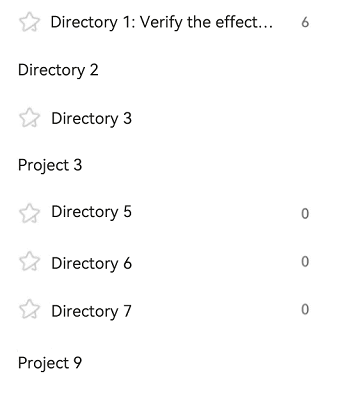 Directory 1: Verify the effect... 6
Directory 2
Directory 3
Project 3
Directory 5 0
Directory 6 0
Directory 7 0
Project 9